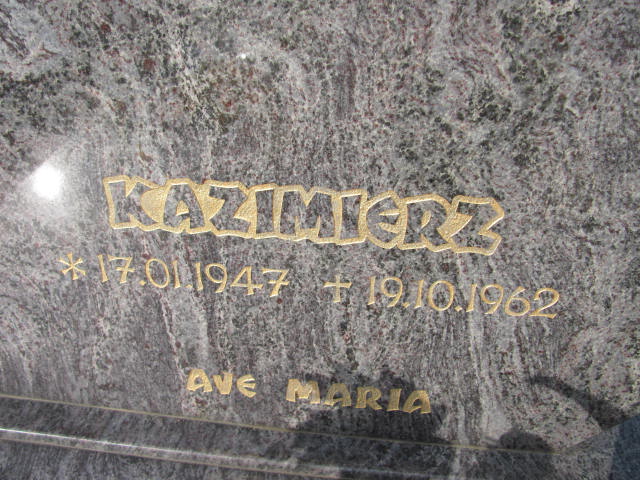 KAZIMIERZ
* 17.01.1947 + 19.10.1962
AVE MARIA